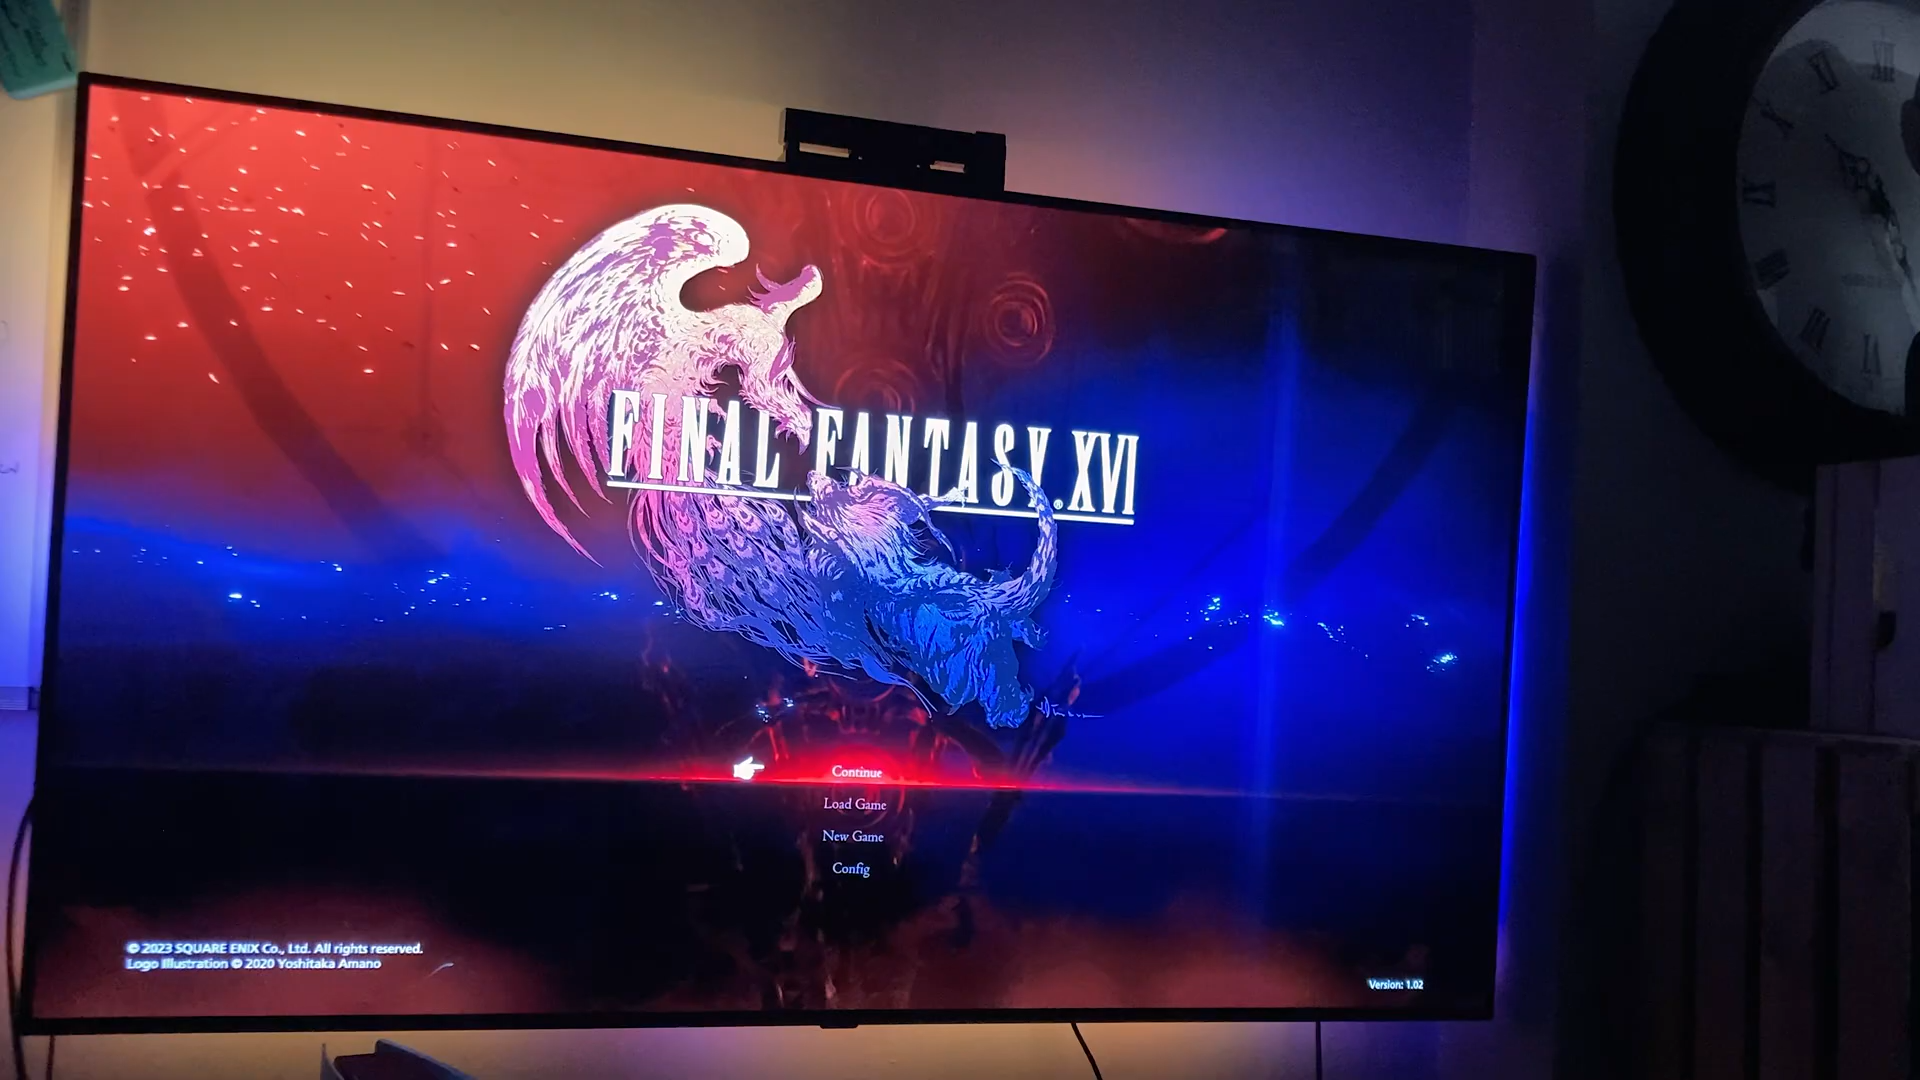 FINAL FANTASY® XVI
Continue
Load Game
New Game
Config
© 2023 SQUARE ENIX Co., Ltd. All rights reserved.
Logo Illustration © 2020 Yoshitaka Amano
Version: 1.02